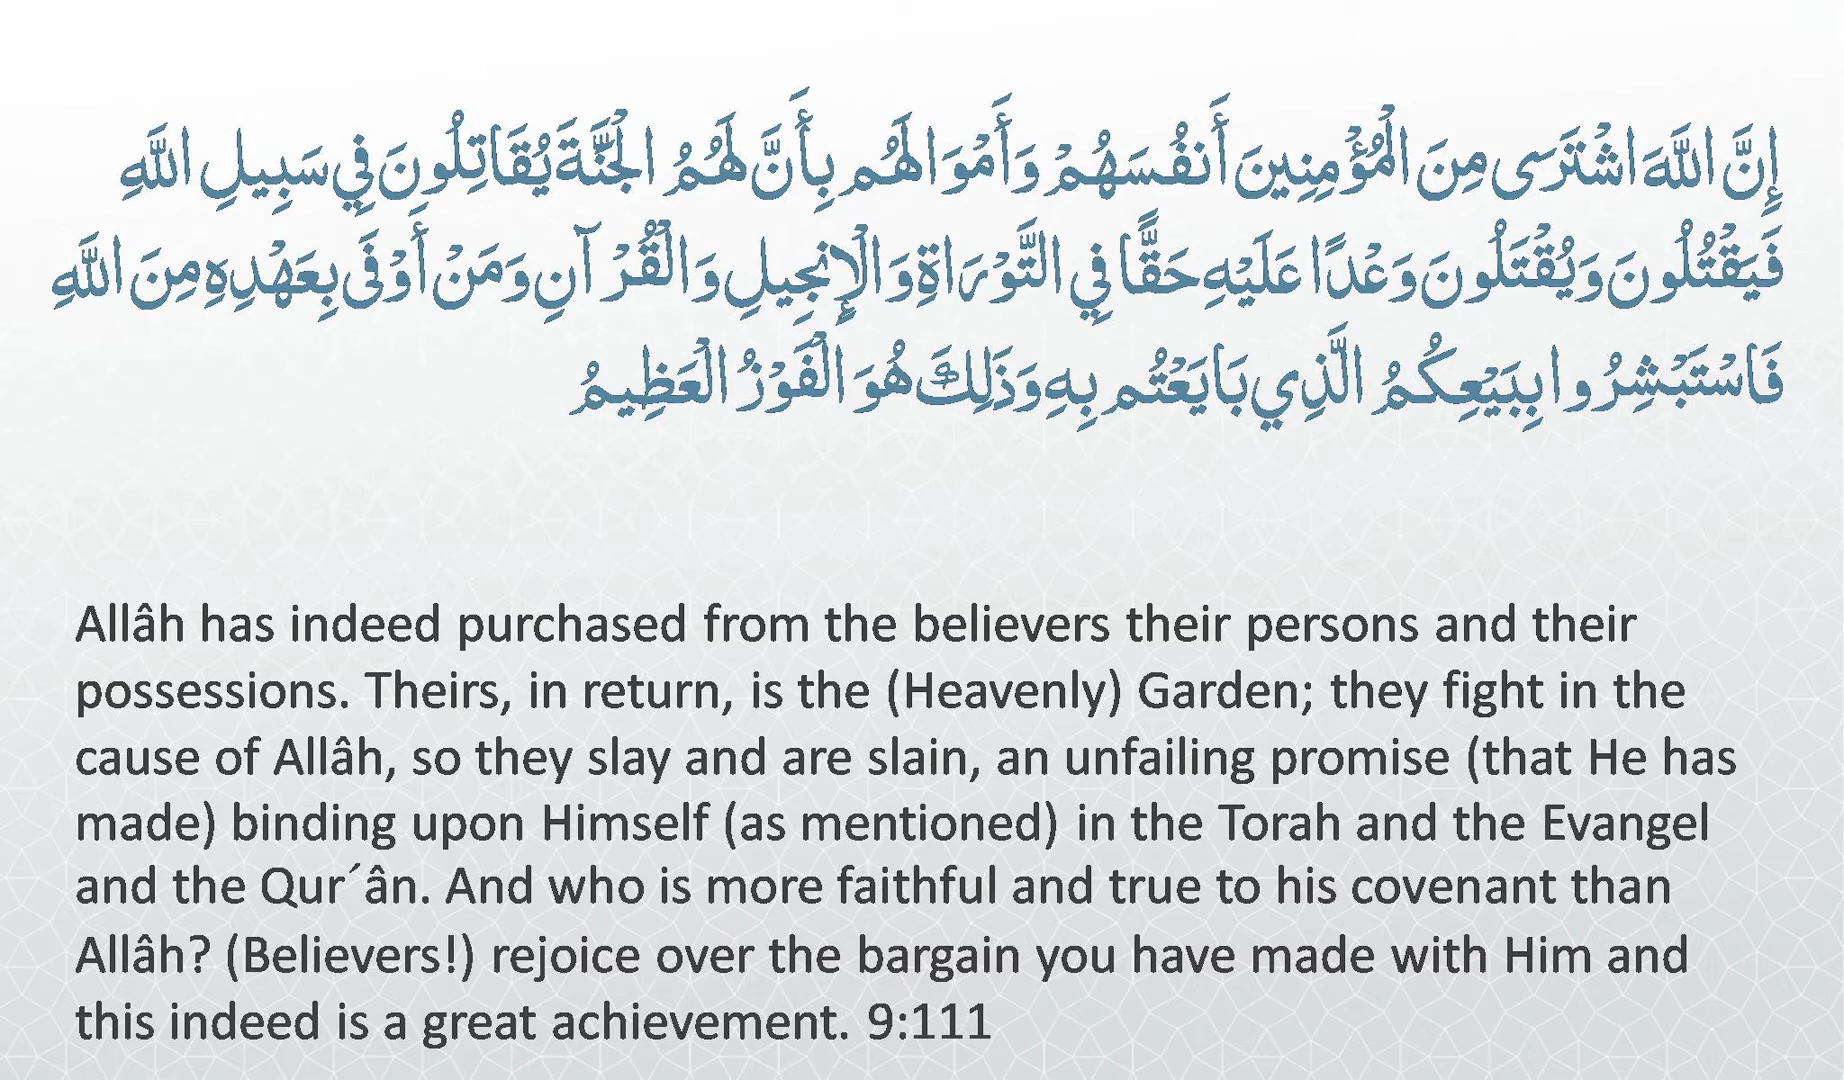 إِنَّ اللَّهَ اشْتَرَى مِنَ الْمُؤْمِنِينَ أَنفُسَهُمْ وَأَمْوَالَهُم بِأَنَّ لَهُمُ الْجَنَّةَ يُقَاتِلُونَ فِي سَبِيلِ اللَّهِ
فَيَقْتُلُونَ وَيُقْتَلُونَ وَعْدًا عَلَيْهِ حَقًّا فِي التَّوْرَاةِ وَالْإِنجِيلِ وَالْقُرْآنِ وَمَنْ أَوْفَى بِعَهْدِهِ مِنَ اللَّهِ
فَاسْتَبْشِرُوا بِبَيْعِكُمُ الَّذِي بَايَعْتُم بِهِ وَذَلِكَ هُوَ الْفَوْزُ الْعَظِيمُ
Allâh has indeed purchased from the believers their persons and their
possessions. Theirs, in return, is the (Heavenly) Garden; they fight in the
cause of Allâh, so they slay and are slain, an unfailing promise (that He has
made) binding upon Himself (as mentioned) in the Torah and the Evangel
and the Qur´ân. And who is more faithful and true to his covenant than
Allâh? (Believers!) rejoice over the bargain you have made with Him and
this indeed is a great achievement. 9:111